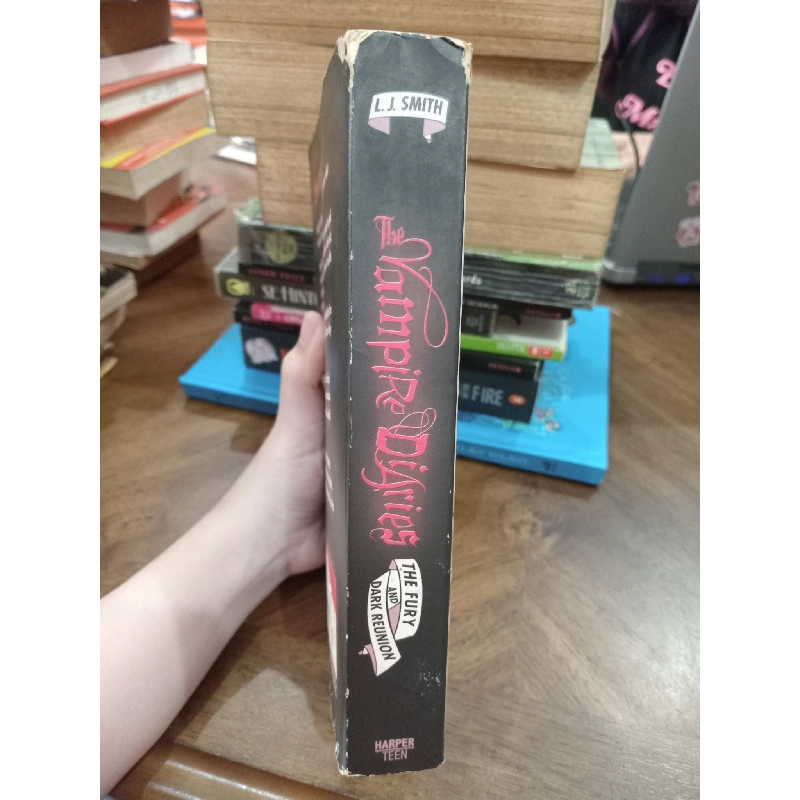 L. J. SMITH
The Vampire Diaries
THE FURY
AND
DARK REUNION
HARPER
TEEN
FIRE